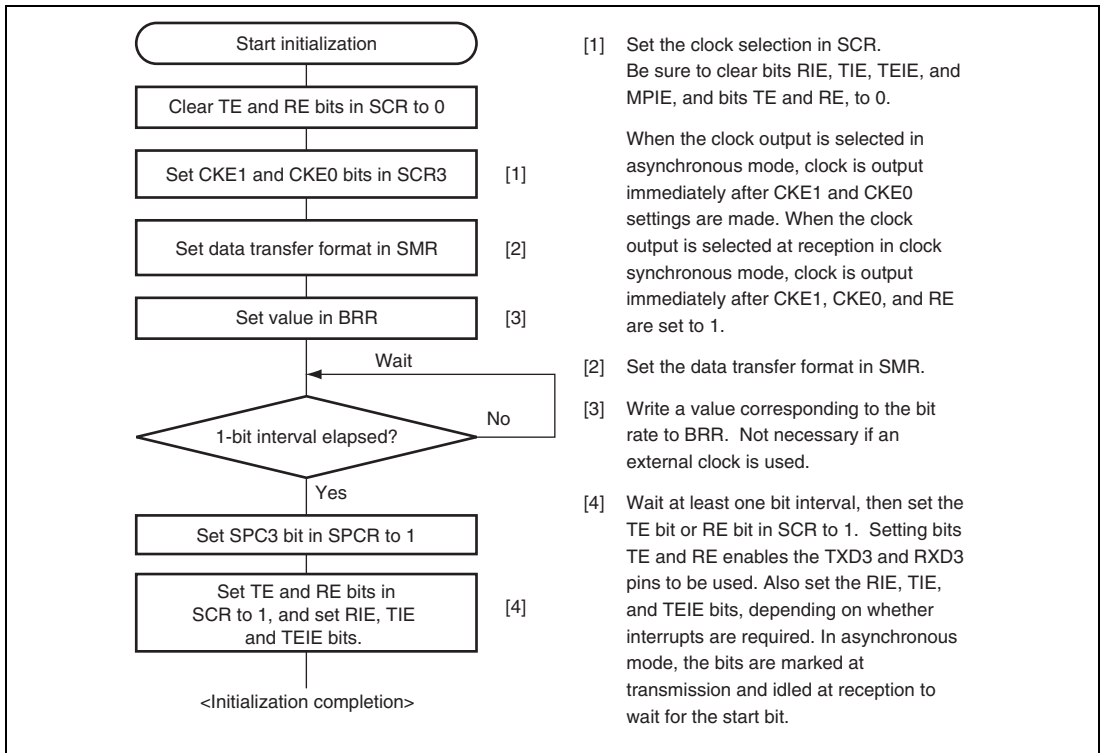 Start initialization
Clear TE and RE bits in SCR to 0
Set CKE1 and CKE0 bits in SCR3
[1]
Set data transfer format in SMR
[2]
Set value in BRR
[3]
Wait
1-bit interval elapsed?
No
Yes
Set SPC3 bit in SPCR to 1
Set TE and RE bits in
SCR to 1, and set RIE, TIE
and TEIE bits.
[4]
<Initialization completion>
[1] Set the clock selection in SCR.
Be sure to clear bits RIE, TIE, TEIE, and
MPIE, and bits TE and RE, to 0.
When the clock output is selected in
asynchronous mode, clock is output
immediately after CKE1 and CKE0
settings are made. When the clock
output is selected at reception in clock
synchronous mode, clock is output
immediately after CKE1, CKE0, and RE
are set to 1.
[2] Set the data transfer format in SMR.
[3] Write a value corresponding to the bit
rate to BRR. Not necessary if an
external clock is used.
[4] Wait at least one bit interval, then set the
TE bit or RE bit in SCR to 1. Setting bits
TE and RE enables the TXD3 and RXD3
pins to be used. Also set the RIE, TIE,
and TEIE bits, depending on whether
interrupts are required. In asynchronous
mode, the bits are marked at
transmission and idled at reception to
wait for the start bit.